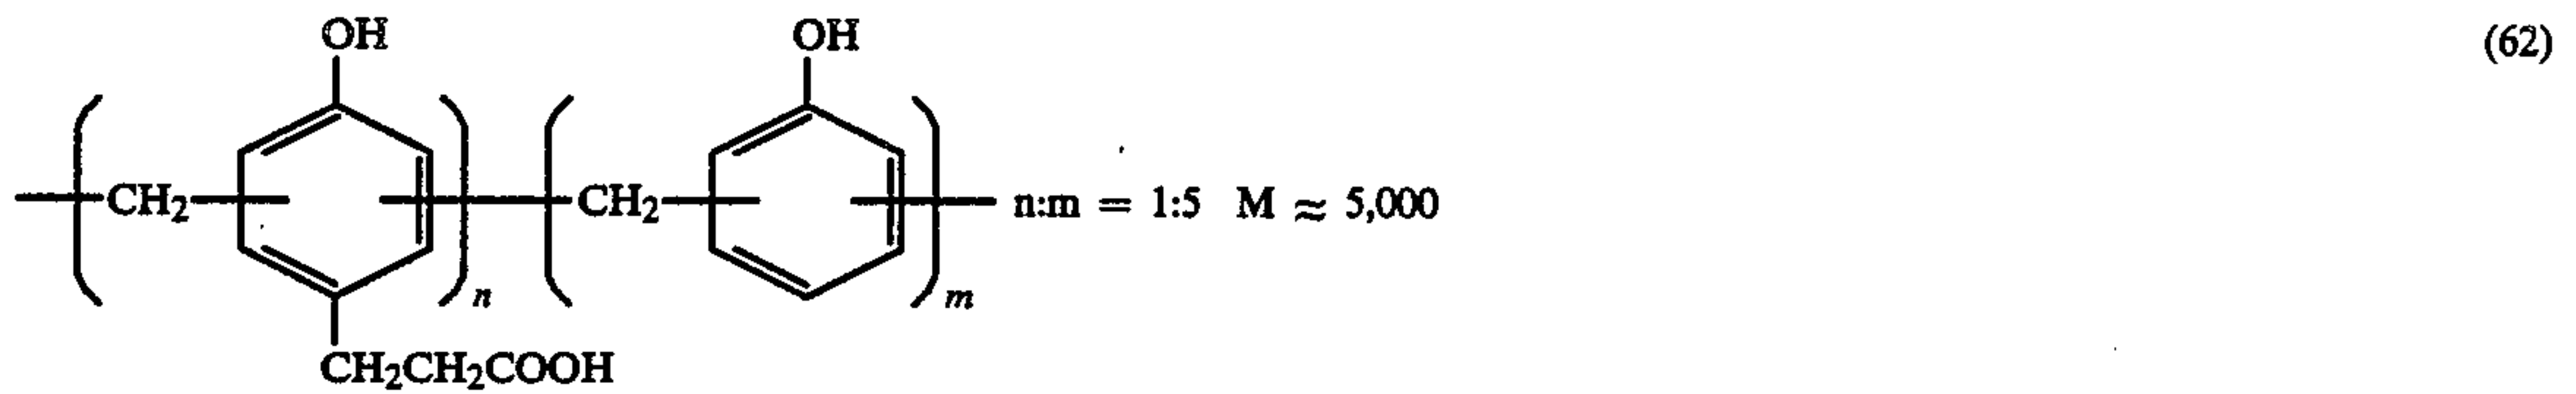 OH OH (62)
CH2 CH2 n:m = 1:5 M ≈ 5,000
n m
CH2CH2COOH